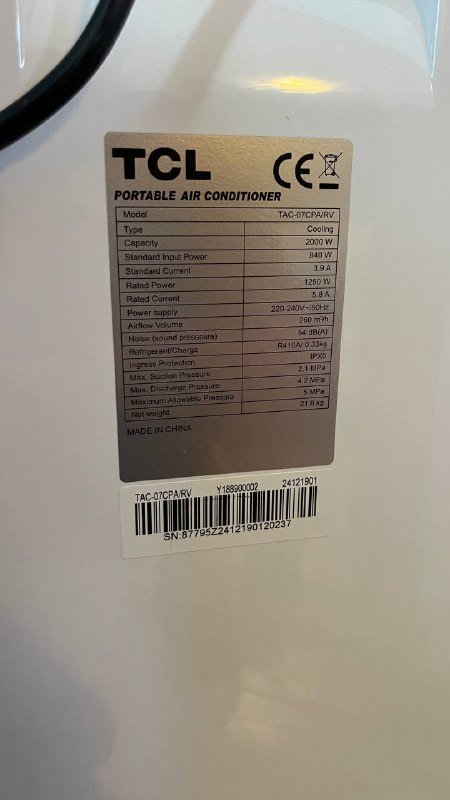 TCL CE
PORTABLE AIR CONDITIONER
Model TAC-07CPA/RV
Type Cooling
Capacity 2000 W
Standard Input Power 840 W
Standard Current 3.9 A
Rated Power 1250 W
Rated Current 5.8 A
Power supply 220-240V~/50Hz
Airflow Volume 260 m³/h
Noise (sound presssure) 54 dB(A)
Refrigerant/Charge R410A/ 0.33kg
Ingress Protection IPX0
Max. Suction Pressure 2.1 MPa
Max. Discharge Pressure 4.2 MPa
Maximum Allowable Pressure 5 MPa
Net weight 21.8 kg
MADE IN CHINA
TAC-07CPA/RV Y188900002 24121901
SN:87795Z2412190120237